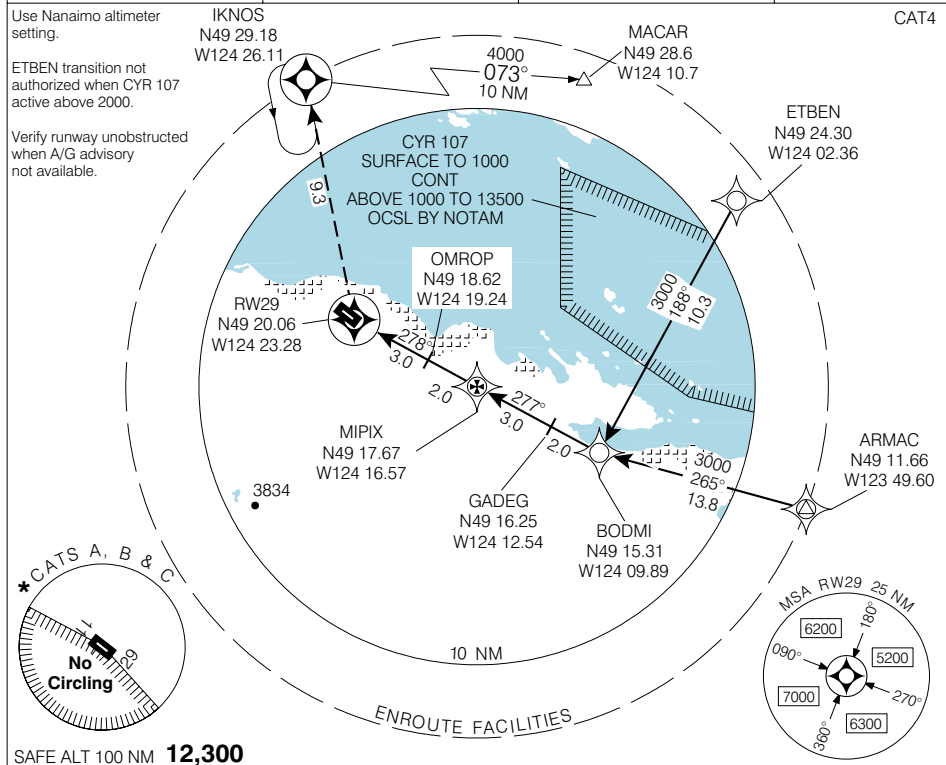 Use Nanaimo altimeter
setting.
ETBEN transition not
authorized when CYR 107
active above 2000.
Verify runway unobstructed
when A/G advisory
not available.
IKNOS
N49 29.18
W124 26.11
4000
073°
10 NM
MACAR
N49 28.6
W124 10.7
CAT4
ETBEN
N49 24.30
W124 02.36
CYR 107
SURFACE TO 1000
CONT
ABOVE 1000 TO 13500
OCSL BY NOTAM
9.3
OMROP
N49 18.62
W124 19.24
3000
188°
10.3
RW29
N49 20.06
W124 23.28
278°
3.0
2.0
277°
3.0
2.0
MIPIX
N49 17.67
W124 16.57
GADEG
N49 16.25
W124 12.54
BODMI
N49 15.31
W124 09.89
3000
265°
13.8
ARMAC
N49 11.66
W123 49.60
3834
* CATS A, B & C
11
29
No
Circling
10 NM
ENROUTE FACILITIES
MSA RW29 25 NM
6200
180°
090°
5200
7000
270°
6300
360°
SAFE ALT 100 NM 12,300